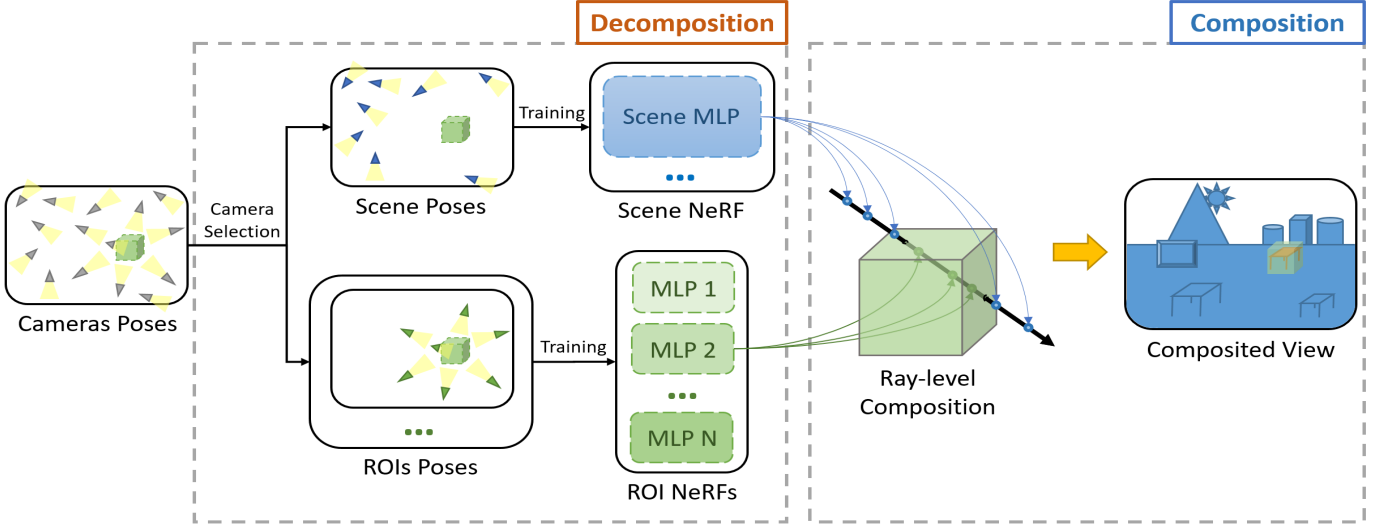 Decomposition
Composition
Training
Scene MLP
Scene Poses
Scene NeRF
Camera
Selection
Cameras Poses
MLP 1
Training
MLP 2
MLP N
ROIs Poses
ROI NeRFs
Ray-level
Composition
Composited View